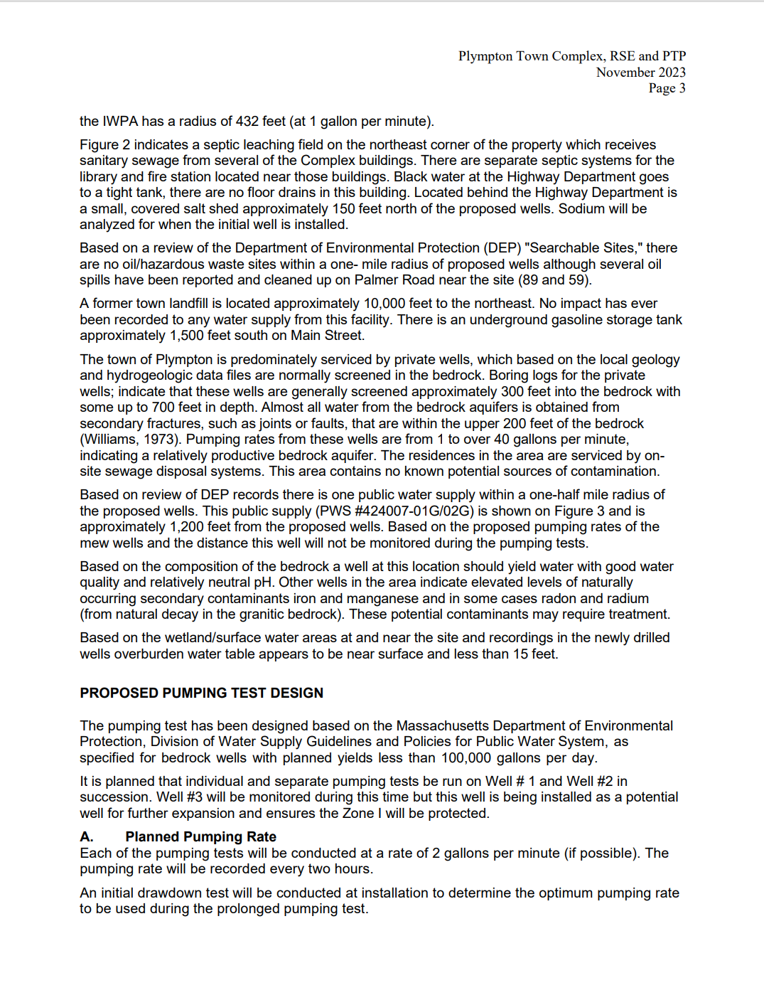 Plympton Town Complex, RSE and PTP
November 2023
Page 3
the IWPA has a radius of 432 feet (at 1 gallon per minute).
Figure 2 indicates a septic leaching field on the northeast corner of the property which receives
sanitary sewage from several of the Complex buildings. There are separate septic systems for the
library and fire station located near those buildings. Black water at the Highway Department goes
to a tight tank, there are no floor drains in this building. Located behind the Highway Department is
a small, covered salt shed approximately 150 feet north of the proposed wells. Sodium will be
analyzed for when the initial well is installed.
Based on a review of the Department of Environmental Protection (DEP) "Searchable Sites," there
are no oil/hazardous waste sites within a one- mile radius of proposed wells although several oil
spills have been reported and cleaned up on Palmer Road near the site (89 and 59).
A former town landfill is located approximately 10,000 feet to the northeast. No impact has ever
been recorded to any water supply from this facility. There is an underground gasoline storage tank
approximately 1,500 feet south on Main Street.
The town of Plympton is predominately serviced by private wells, which based on the local geology
and hydrogeologic data files are normally screened in the bedrock. Boring logs for the private
wells; indicate that these wells are generally screened approximately 300 feet into the bedrock with
some up to 700 feet in depth. Almost all water from the bedrock aquifers is obtained from
secondary fractures, such as joints or faults, that are within the upper 200 feet of the bedrock
(Williams, 1973). Pumping rates from these wells are from 1 to over 40 gallons per minute,
indicating a relatively productive bedrock aquifer. The residences in the area are serviced by on-
site sewage disposal systems. This area contains no known potential sources of contamination.
Based on review of DEP records there is one public water supply within a one-half mile radius of
the proposed wells. This public supply (PWS #424007-01G/02G) is shown on Figure 3 and is
approximately 1,200 feet from the proposed wells. Based on the proposed pumping rates of the
mew wells and the distance this well will not be monitored during the pumping tests.
Based on the composition of the bedrock a well at this location should yield water with good water
quality and relatively neutral pH. Other wells in the area indicate elevated levels of naturally
occurring secondary contaminants iron and manganese and in some cases radon and radium
(from natural decay in the granitic bedrock). These potential contaminants may require treatment.
Based on the wetland/surface water areas at and near the site and recordings in the newly drilled
wells overburden water table appears to be near surface and less than 15 feet.
PROPOSED PUMPING TEST DESIGN
The pumping test has been designed based on the Massachusetts Department of Environmental
Protection, Division of Water Supply Guidelines and Policies for Public Water System, as
specified for bedrock wells with planned yields less than 100,000 gallons per day.
It is planned that individual and separate pumping tests be run on Well # 1 and Well #2 in
succession. Well #3 will be monitored during this time but this well is being installed as a potential
well for further expansion and ensures the Zone I will be protected.
A. Planned Pumping Rate
Each of the pumping tests will be conducted at a rate of 2 gallons per minute (if possible). The
pumping rate will be recorded every two hours.
An initial drawdown test will be conducted at installation to determine the optimum pumping rate
to be used during the prolonged pumping test.